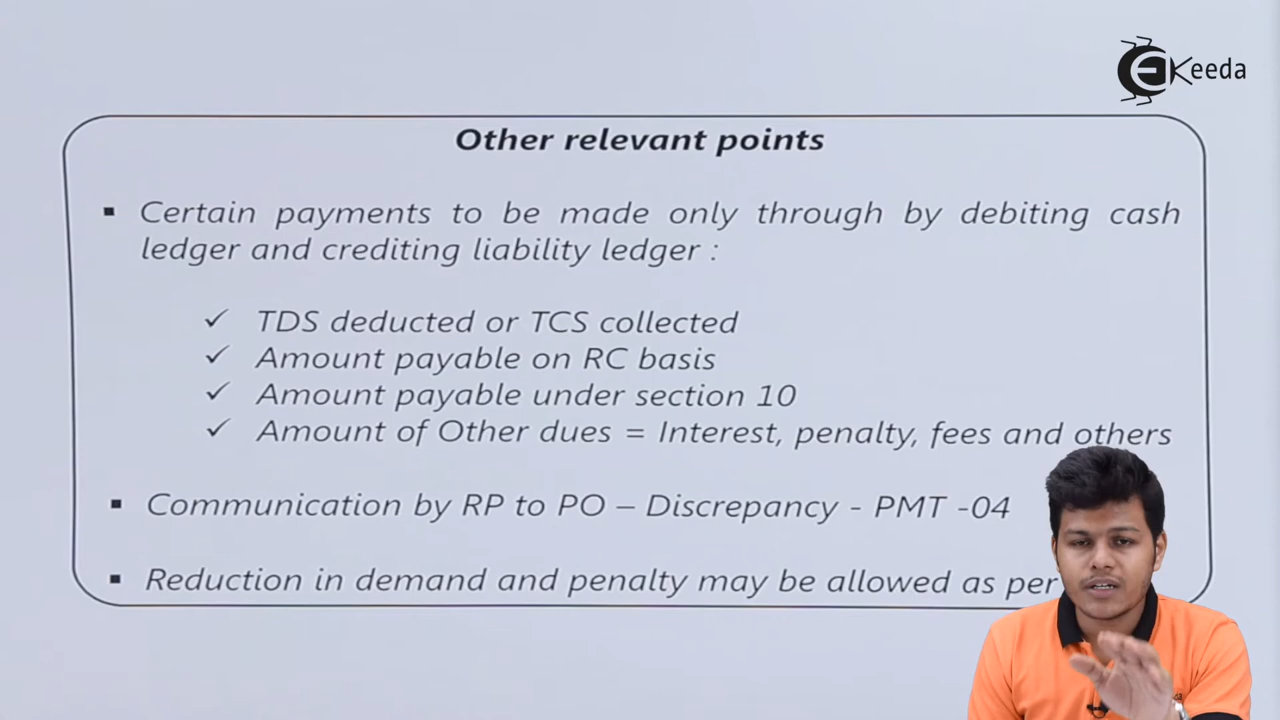 EKeeda
Other relevant points
▪ Certain payments to be made only through by debiting cash
ledger and crediting liability ledger :
✓ TDS deducted or TCS collected
✓ Amount payable on RC basis
✓ Amount payable under section 10
✓ Amount of Other dues = Interest, penalty, fees and others
▪ Communication by RP to PO – Discrepancy - PMT -04
▪ Reduction in demand and penalty may be allowed as per